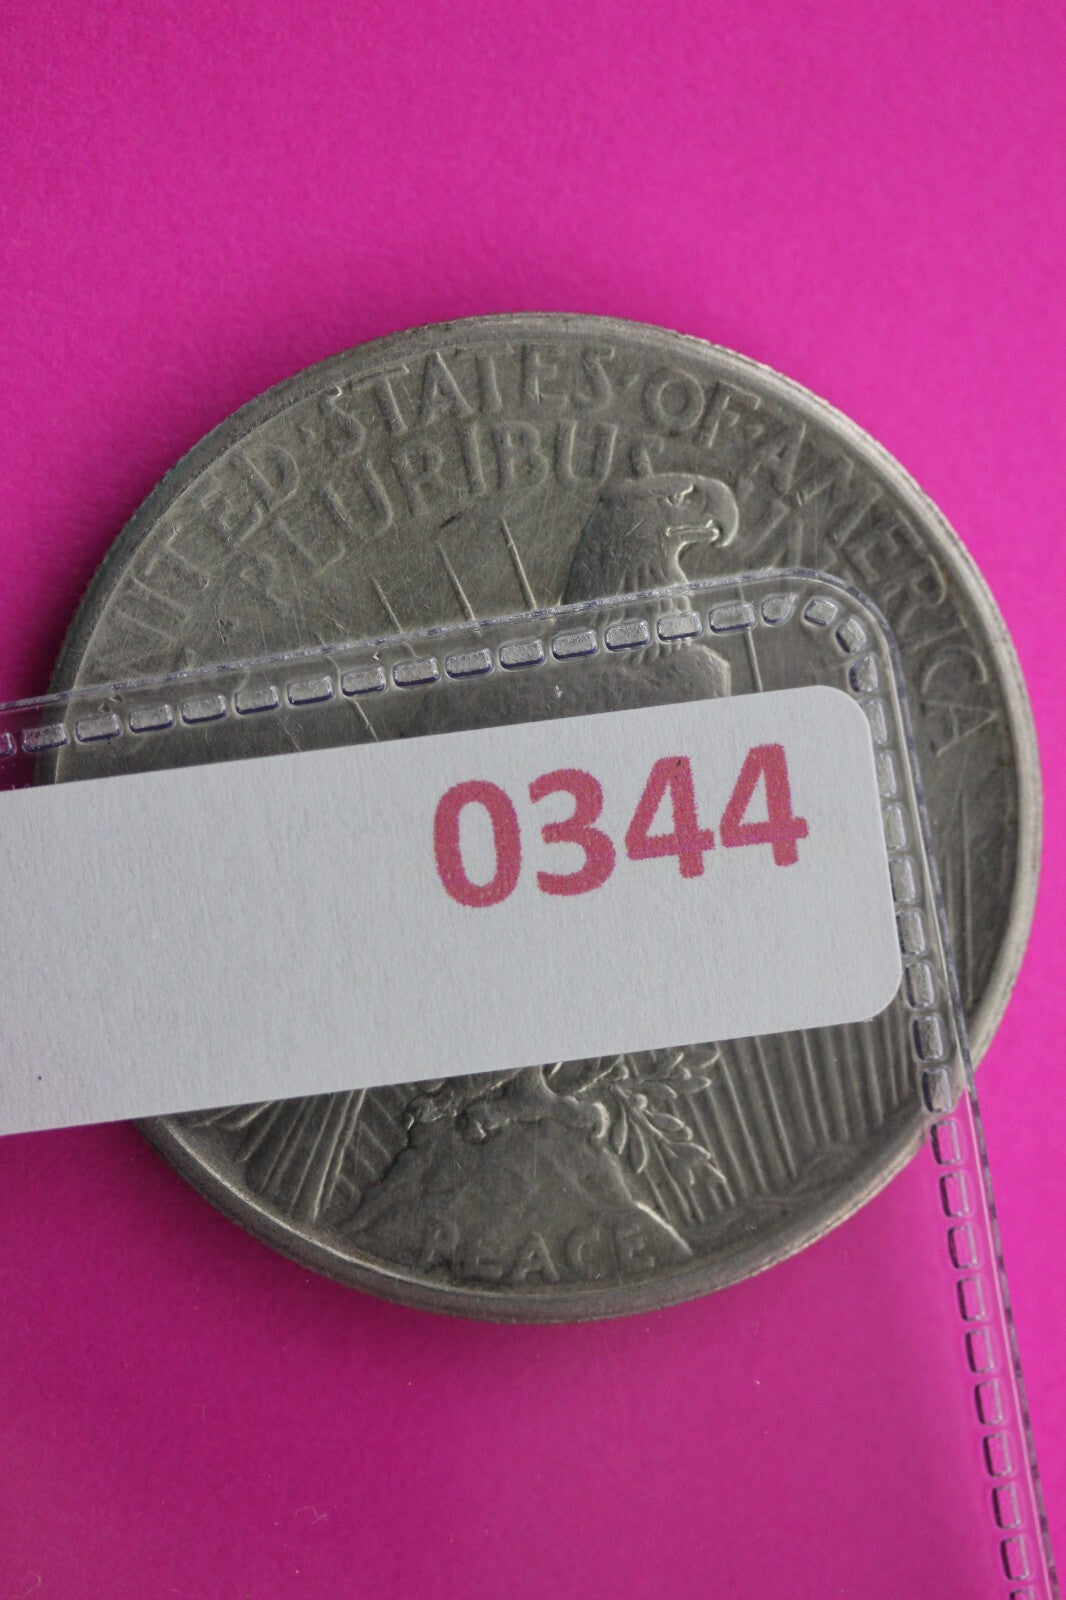 UNITED·STATES·OF·AMERICA
E PLURIBUS
0344
PEACE